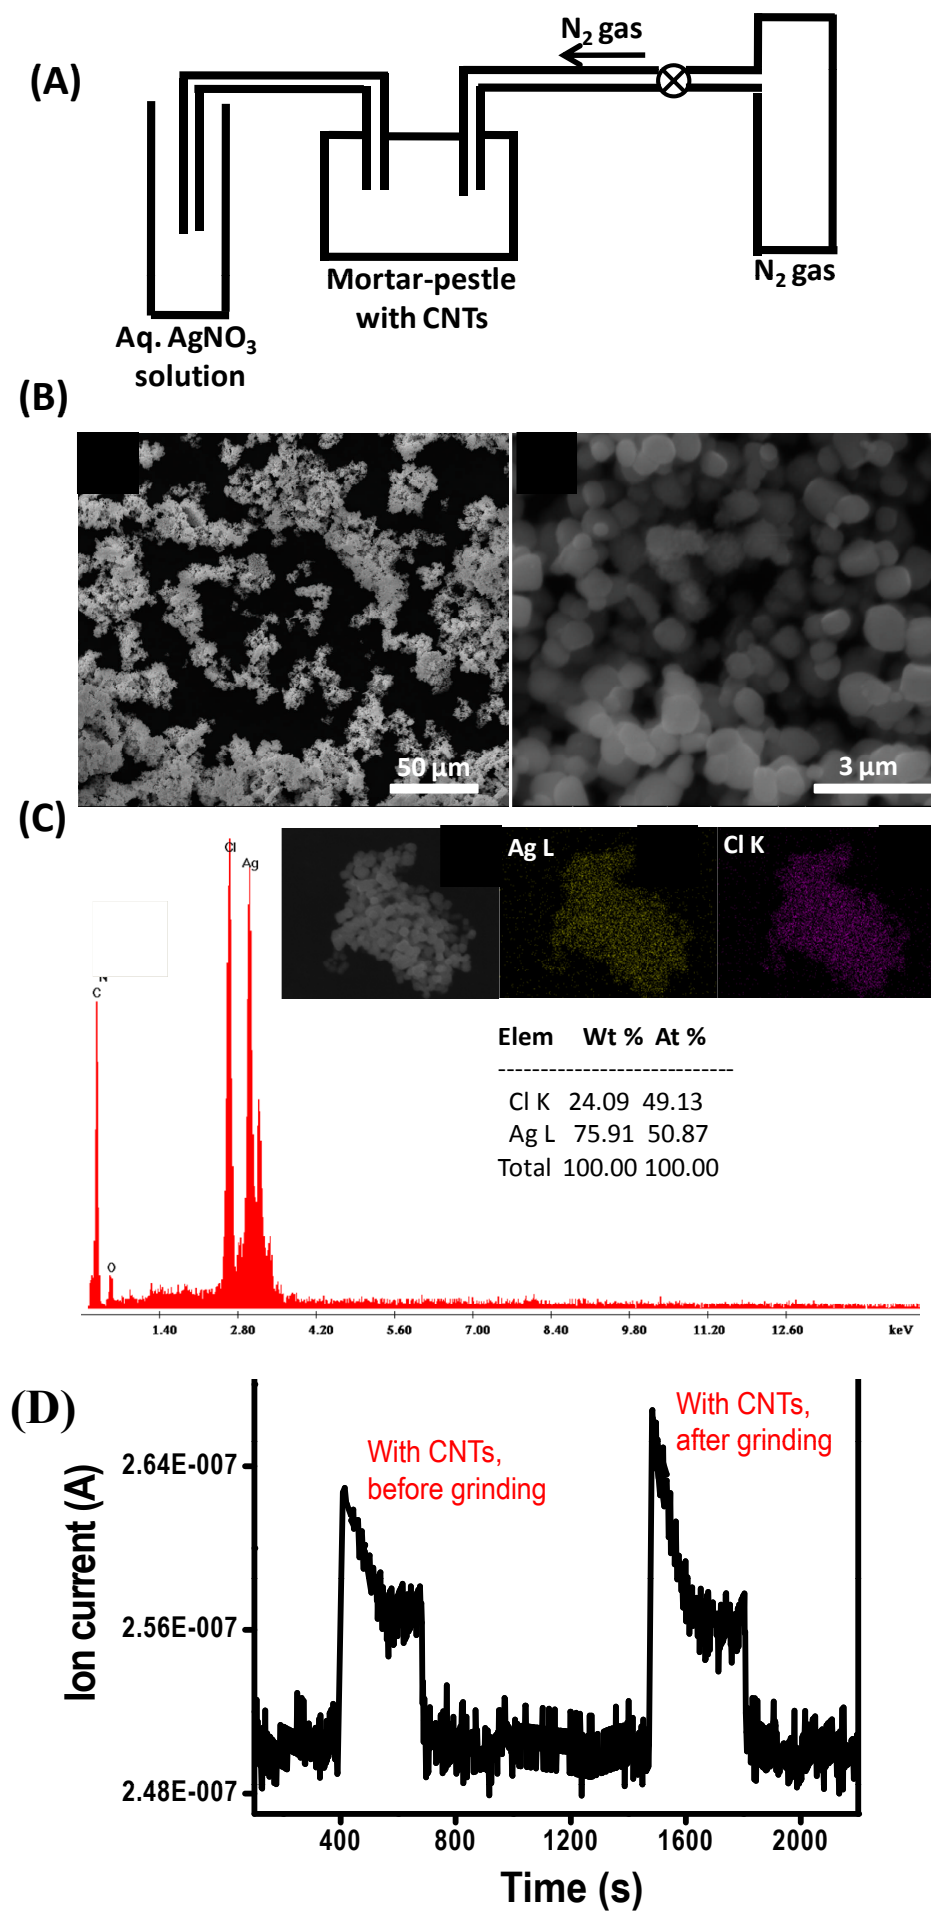 (A)
N₂ gas
N₂ gas
Mortar-pestle
with CNTs
Aq. AgNO₃
solution
(B)
50 µm
3 µm
(C)
Cl
Ag
C
O
Ag L
Cl K
Elem Wt % At %
---------------------------
Cl K 24.09 49.13
Ag L 75.91 50.87
Total 100.00 100.00
1.40 2.80 4.20 5.60 7.00 8.40 9.80 11.20 12.60 keV
(D)
With CNTs,
before grinding
With CNTs,
after grinding
Ion current (A)
2.64E-007
2.56E-007
2.48E-007
400 800 1200 1600 2000
Time (s)